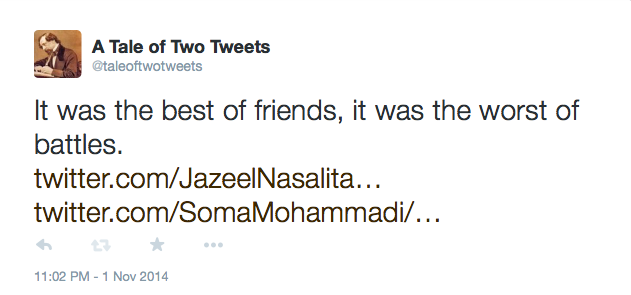 A Tale of Two Tweets
@taleoftwotweets
It was the best of friends, it was the worst of
battles.
twitter.com/JazeelNasalita…
twitter.com/SomaMohammadi/…
11:02 PM - 1 Nov 2014